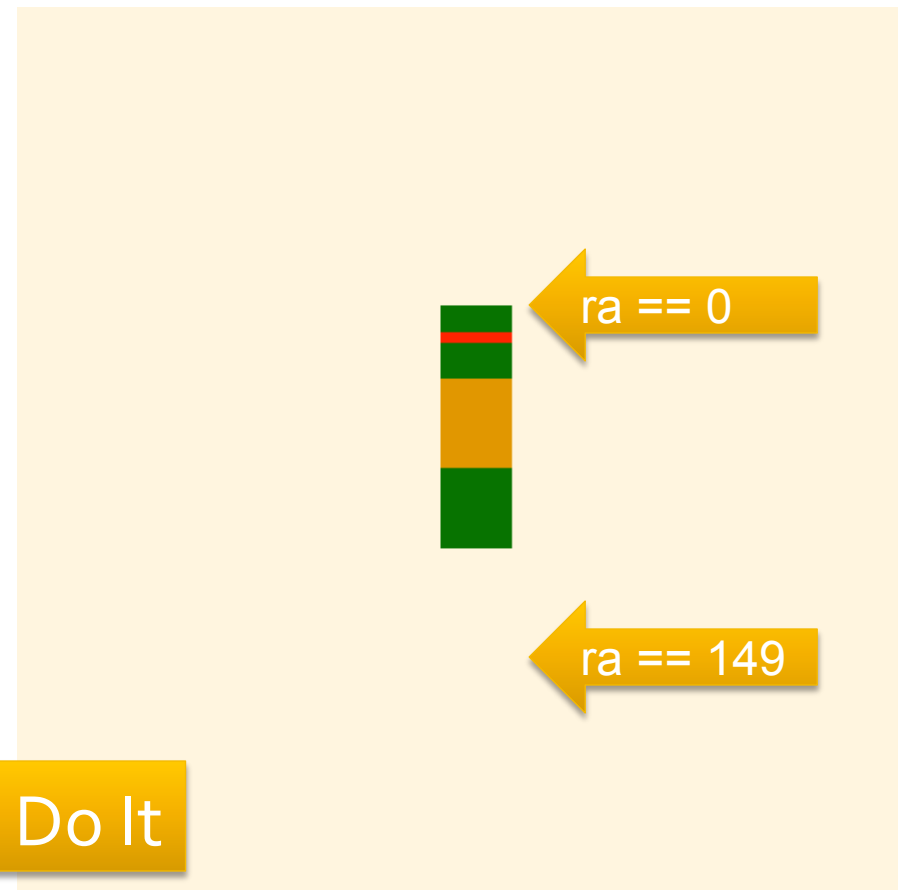 ra == 0
ra == 149
Do It